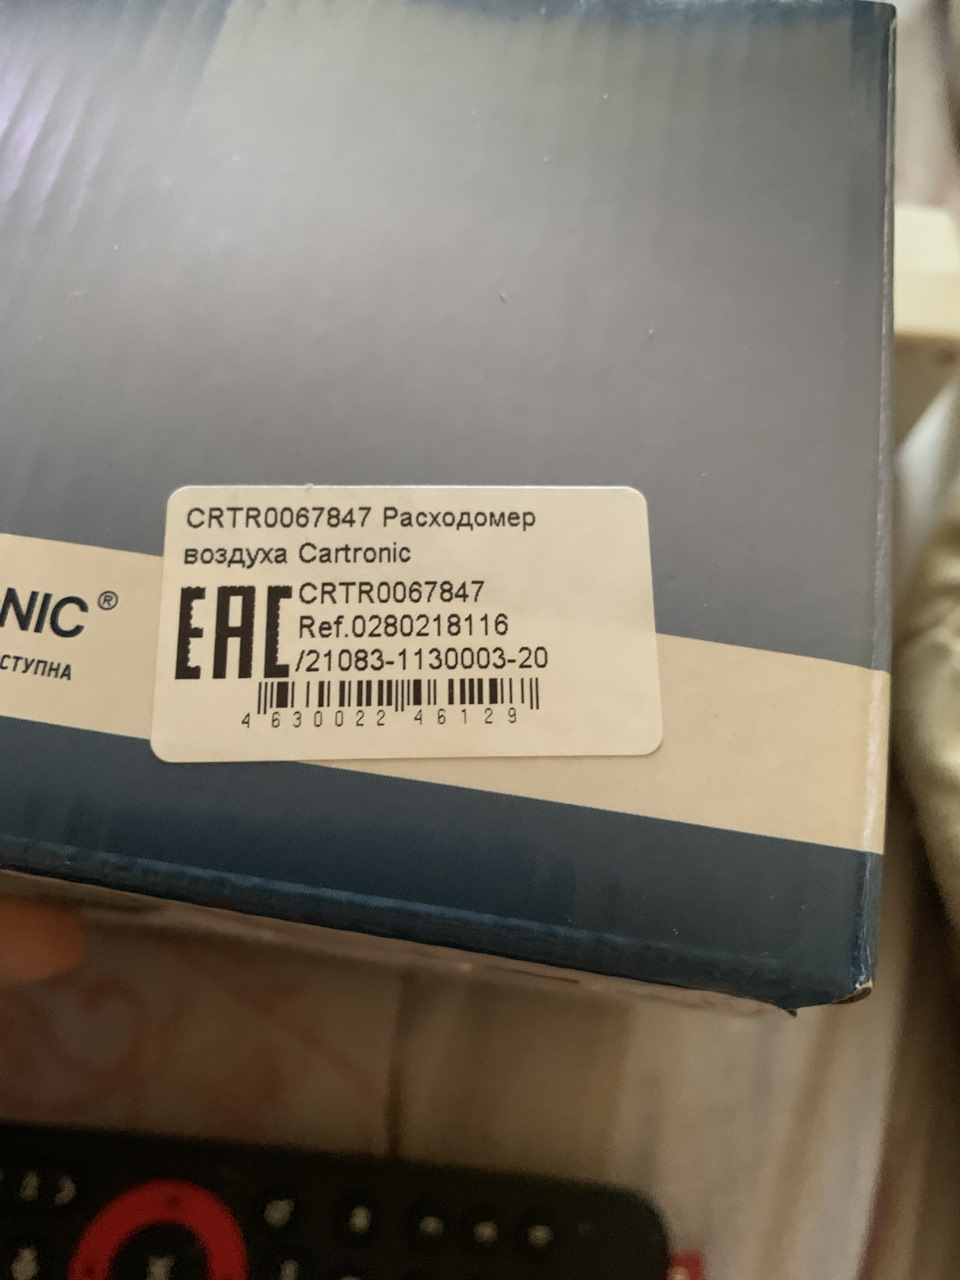 CRTR0067847 Расходомер
воздуха Cartronic
EAC
CRTR0067847
Ref.0280218116
/21083-1130003-20
4 630022 46129
NIC®
СТУПНА